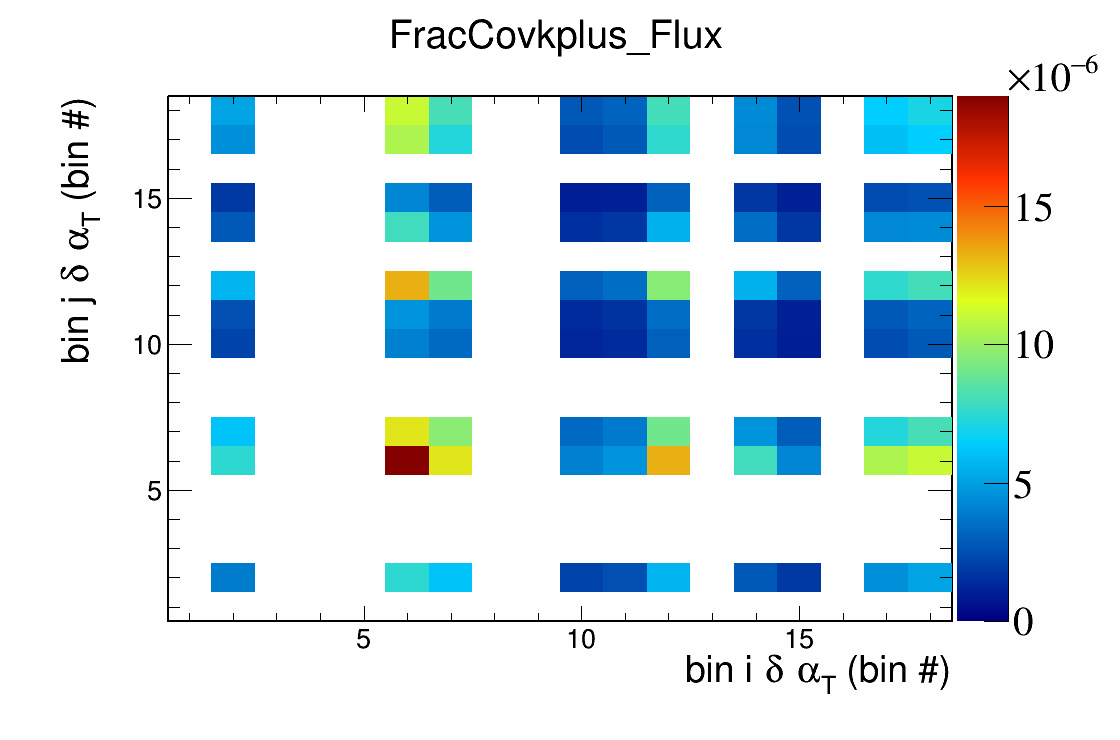 FracCovkplus_Flux
×10⁻⁶
bin j δ α_T (bin #)
15
10
5
15
10
5
0
5 10 15
bin i δ α_T (bin #)